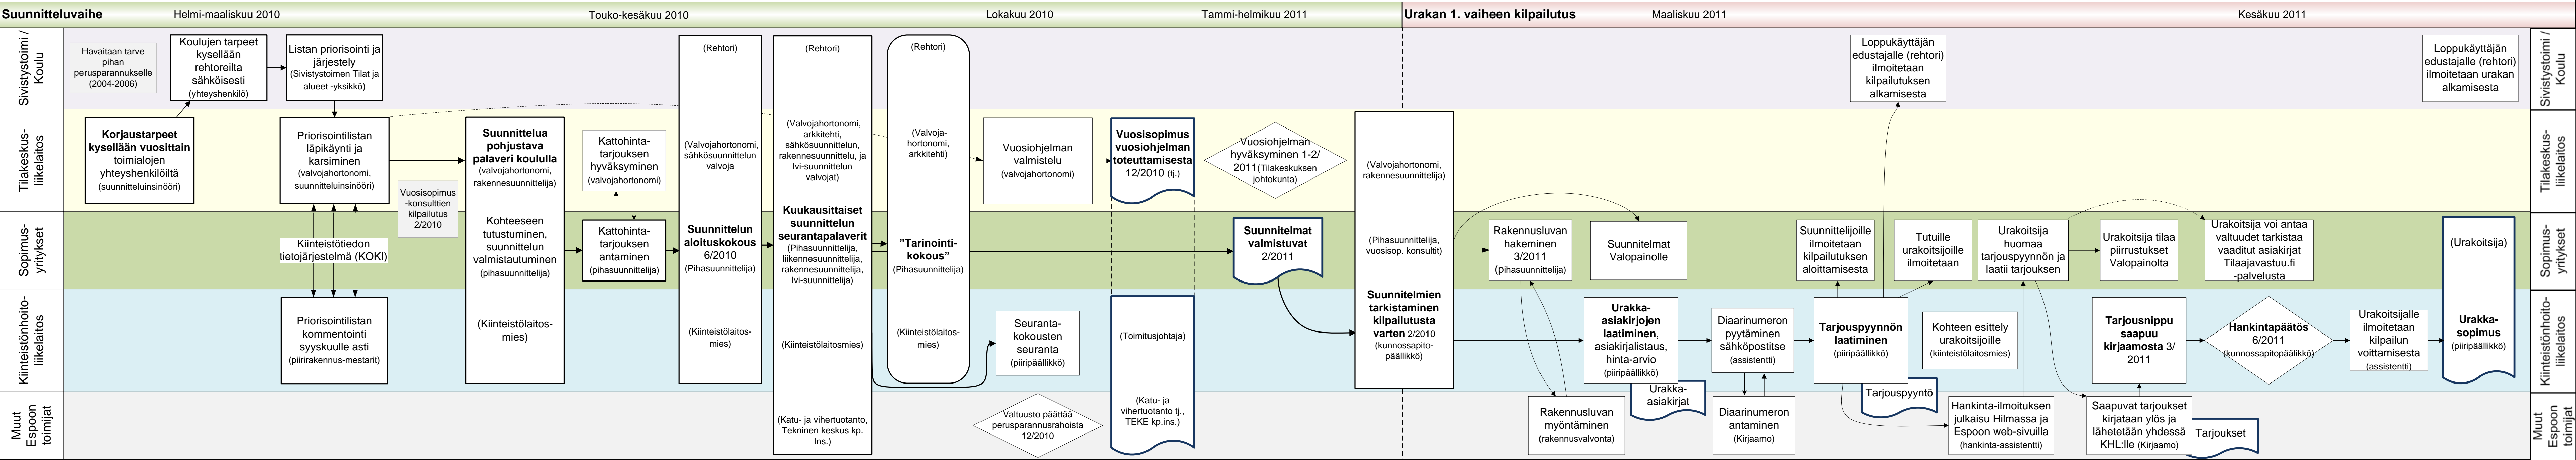 Suunnitteluvaihe
Helmi-maaliskuu 2010
Touko-kesäkuu 2010
Lokakuu 2010
Tammi-helmikuu 2011
Urakan 1. vaiheen kilpailutus
Maaliskuu 2011
Kesäkuu 2011
Sivistystoimi /
Koulu
Havaitaan tarve
pihan
perusparannukselle
(2004-2006)
Koulujen tarpeet
kysellään
rehtoreilta
sähköisesti
(yhteyshenkilö)
Listan priorisointi ja
järjestely
(Sivistystoimen Tilat ja
alueet -yksikkö)
Loppukäyttäjän
edustajalle (rehtori)
ilmoitetaan
kilpailutuksen
alkamisesta
Loppukäyttäjän
edustajalle (rehtori)
ilmoitetaan urakan
alkamisesta
Sivistystoimi /
Koulu
Tilakeskus-
liikelaitos
Korjaustarpeet
kysellään vuosittain
toimialojen
yhteyshenkilöiltä
(suunnitteluinsinööri)
Priorisointilistan
läpikäynti ja
karsiminen
(valvojahortonomi,
suunnitteluinsinööri)
Vuosisopimus
-konsulttien
kilpailutus
2/2010
Suunnittelua
pohjustava
palaveri koululla
(valvojahortonomi,
rakennesuunnittelija)
Kohteeseen
tutustuminen,
suunnittelun
valmistautuminen
(pihasuunnittelija)
(Kiinteistölaitos-
mies)
Kattohinta-
tarjouksen
hyväksyminen
(valvojahortonomi)
Kattohinta-
tarjouksen
antaminen
(pihasuunnittelija)
(Rehtori)
(Valvojahortonomi,
sähkösuunnittelun
valvoja
Suunnittelun
aloituskokous
6/2010
(Pihasuunnittelija)
(Kiinteistölaitos-
mies)
(Rehtori)
(Valvojahortonomi,
arkkitehti,
sähkösuunnittelun,
rakennesuunnittelu, ja
lvi-suunnittelun
valvojat)
Kuukausittaiset
suunnittelun
seurantapalaverit
(Pihasuunnittelija,
liikennesuunnittelija,
rakennesuunnittelija,
lvi-suunnittelija)
(Kiinteistölaitosmies)
(Katu- ja vihertuotanto,
Tekninen keskus kp.
Ins.)
(Rehtori)
(Valvoja-
hortonomi,
arkkitehti)
”Tarinointi-
kokous”
(Pihasuunnittelija)
(Kiinteistölaitos-
mies)
Vuosiohjelman
valmistelu
(valvojahortonomi)
Vuosisopimus
vuosiohjelman
toteuttamisesta
12/2010 (tj.)
Vuosiohjelman
hyväksyminen 1-2/
2011(Tilakeskuksen
johtokunta)
Tilakeskus-
liikelaitos
Sopimus-
yritykset
Kiinteistötiedon
tietojärjestelmä (KOKI)
Suunnitelmat
valmistuvat
2/2011
(Valvojahortonomi,
rakennesuunnittelija)
(Pihasuunnittelija,
vuosisop. konsultit)
Suunnitelmien
tarkistaminen
kilpailutusta
varten 2/2010
(kunnossapito-
päällikkö)
Rakennusluvan
hakeminen
3/2011
(pihasuunnittelija)
Suunnitelmat
Valopainolle
Suunnittelijoille
ilmoitetaan
kilpailutuksen
aloittamisesta
Tutuille
urakoitsijoille
ilmoitetaan
Urakoitsija
huomaa
tarjouspyynnön ja
laatii tarjouksen
Urakoitsija tilaa
piirrustukset
Valopainolta
Urakoitsija voi antaa
valtuudet tarkistaa
vaaditut asiakirjat
Tilaajavastuu.fi
-palvelusta
(Urakoitsija)
Urakka-
sopimus
(piiripäällikkö)
Sopimus-
yritykset
Kiinteistönhoito-
liikelaitos
Priorisointilistan
kommentointi
syyskuulle asti
(piirirakennus-mestarit)
Seuranta-
kokousten
seuranta
(piiripäällikkö)
(Toimitusjohtaja)
(Katu- ja
vihertuotanto tj.,
TEKE kp.ins.)
Urakka-
asiakirjojen
laatiminen,
asiakirjalistaus,
hinta-arvio
(piiripäällikkö)
Urakka-
asiakirjat
Diaarinumeron
pyytäminen
sähköpostitse
(assistentti)
Tarjouspyynnön
laatiminen
(piiripäällikkö)
Tarjouspyyntö
Kohteen esittely
urakoitsijoille
(kiinteistölaitosmies)
Tarjousnippu
saapuu
kirjaamosta 3/
2011
Hankintapäätös
6/2011
(kunnossapitopäällikkö)
Urakoitsijalle
ilmoitetaan
kilpailun
voittamisesta
(assistentti)
Kiinteistönhoito-
liikelaitos
Muut
Espoon
toimijat
Valtuusto päättää
perusparannusrahoista
12/2010
Rakennusluvan
myöntäminen
(rakennusvalvonta)
Diaarinumeron
antaminen
(Kirjaamo)
Hankinta-ilmoituksen
julkaisu Hilmassa ja
Espoon web-sivuilla
(hankinta-assistentti)
Saapuvat tarjoukset
kirjataan ylös ja
lähetetään yhdessä
KHL:lle (Kirjaamo)
Tarjoukset
Muut
Espoon
toimijat